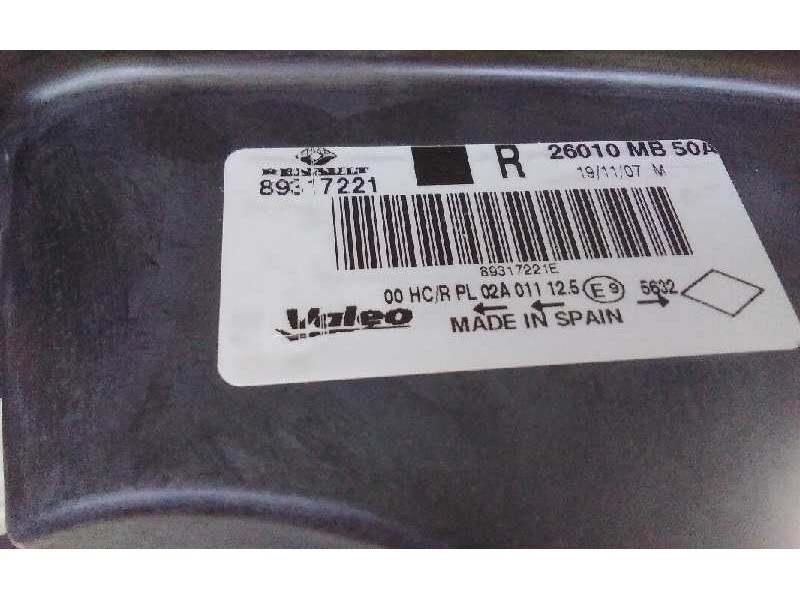 RENAULT R 26010 MB 50A
89317221 19/11/07 M
89317221E
00 HC/R PL 02A 011 12.5 E 9 5632
Valeo MADE IN SPAIN